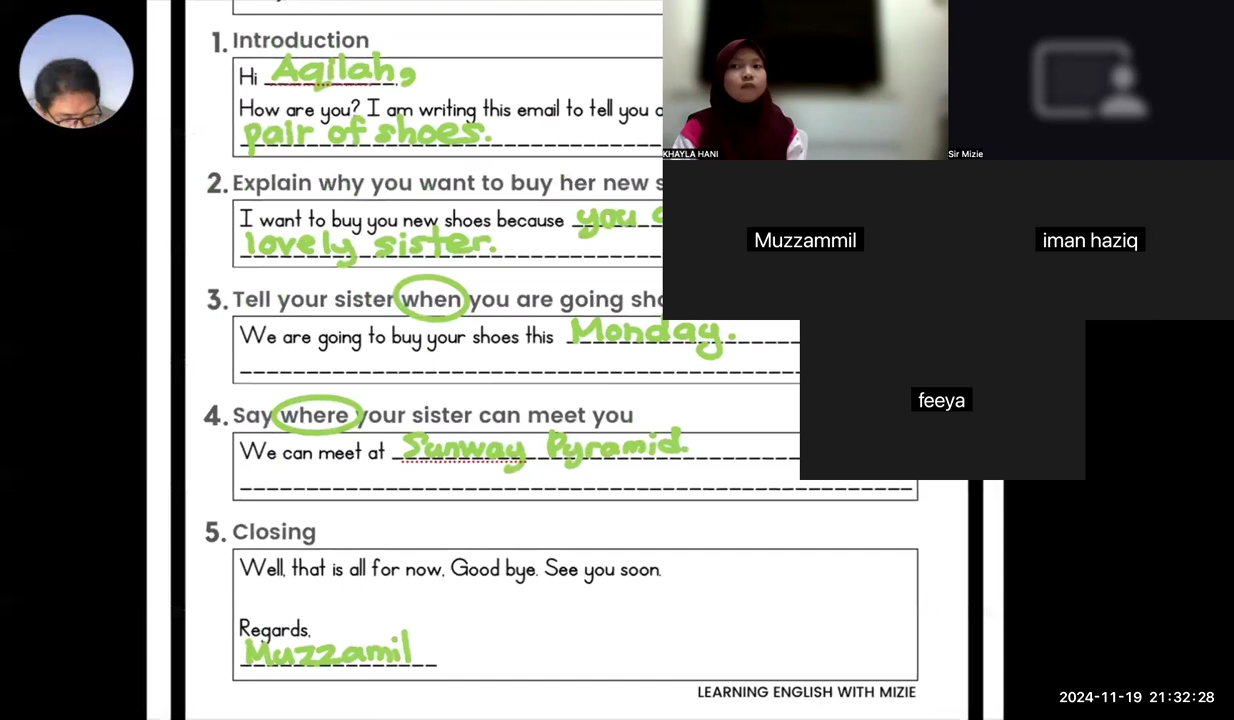 1. Introduction
Hi Aqilah,
How are you? I am writing this email to tell you
pair of shoes.
2. Explain why you want to buy her new
I want to buy you new shoes because you
lovely sister.
3. Tell your sister when you are going
We are going to buy your shoes this Monday.
4. Say where your sister can meet you
We can meet at Sunway Pyramid.
5. Closing
Well, that is all for now, Good bye. See you soon.
Regards,
Muzzamil
LEARNING ENGLISH WITH MIZIE
KHAYLA HANI
Sir Mizie
Muzzammil
iman haziq
feeya
2024-11-19 21:32:28